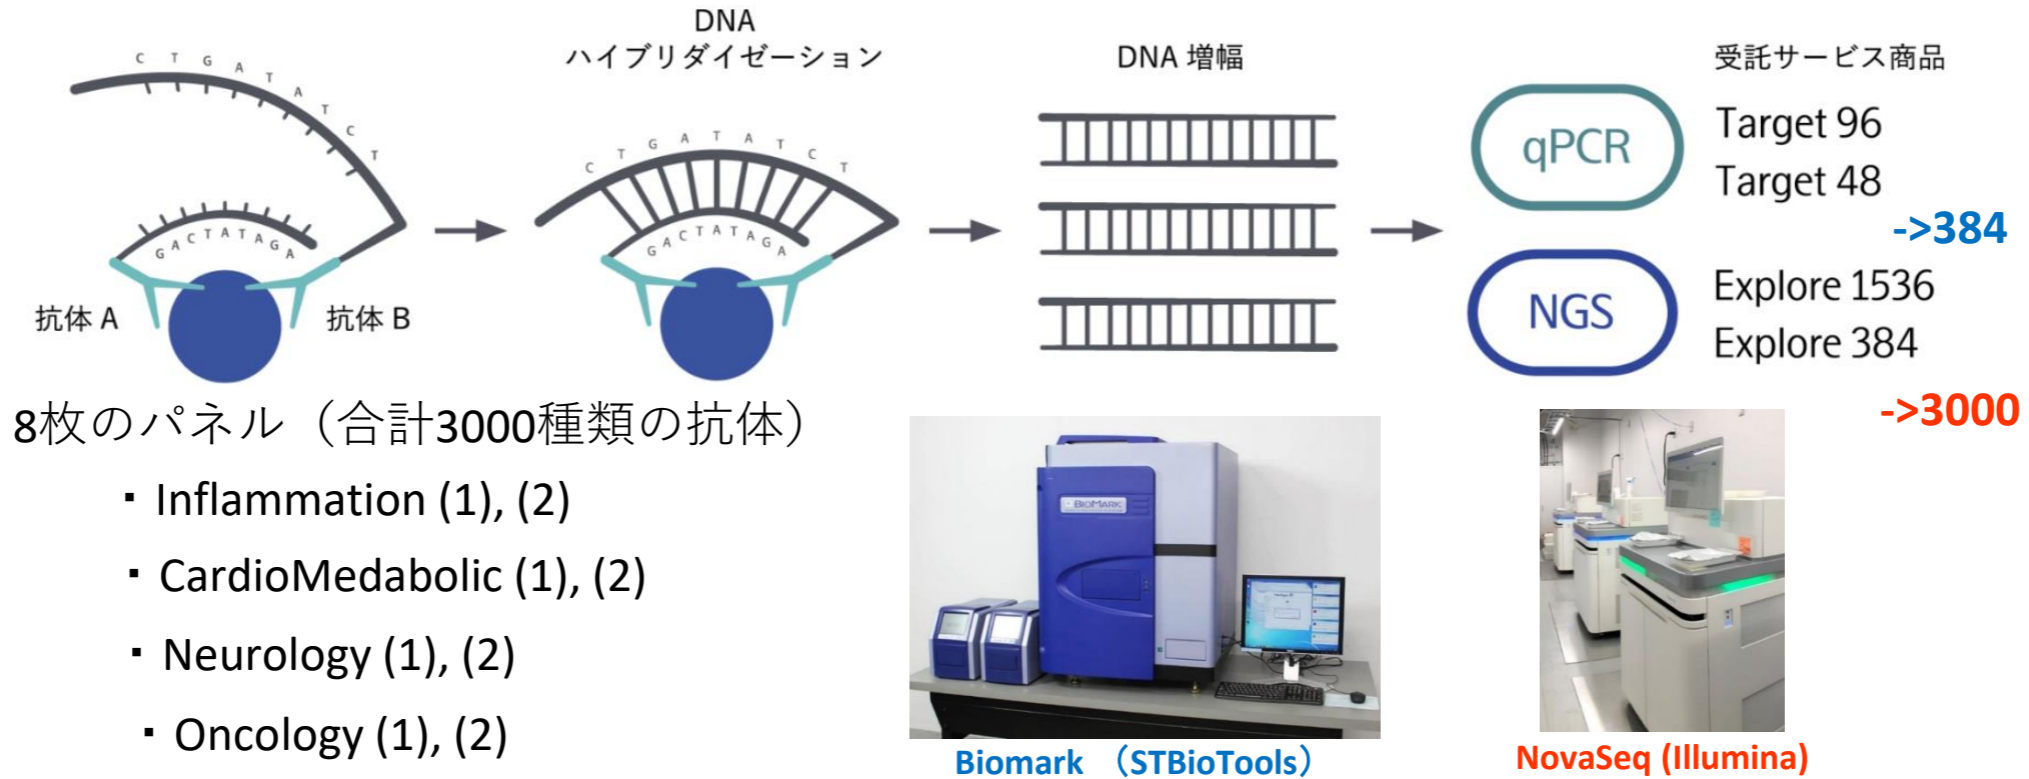 DNA
ハイブリダイゼーション
DNA 増幅
受託サービス商品
C T G A T A T C T
G A C T A T A G A
抗体 A
抗体 B
C T G A T A T C T
G A C T A T A G A
qPCR
Target 96
Target 48
->384
NGS
Explore 1536
Explore 384
->3000
8枚のパネル（合計3000種類の抗体）
・Inflammation (1), (2)
・CardioMedabolic (1), (2)
・Neurology (1), (2)
・Oncology (1), (2)
BIOMARK
Biomark （STBioTools）
NovaSeq (Illumina)